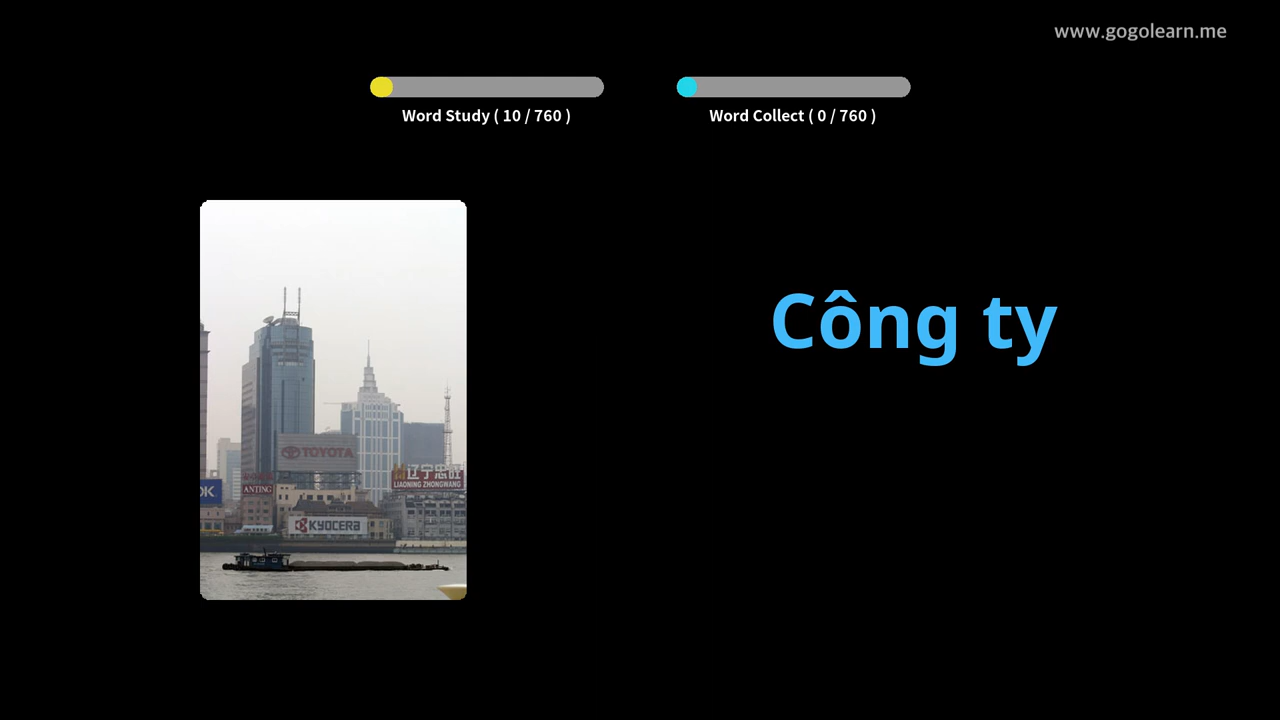 www.gogolearn.me
Word Study ( 10 / 760 )
Word Collect ( 0 / 760 )
Công ty
TOYOTA
辽宁忠旺
LIAONING ZHONGWANG
OK
ANTING
KYOCERA